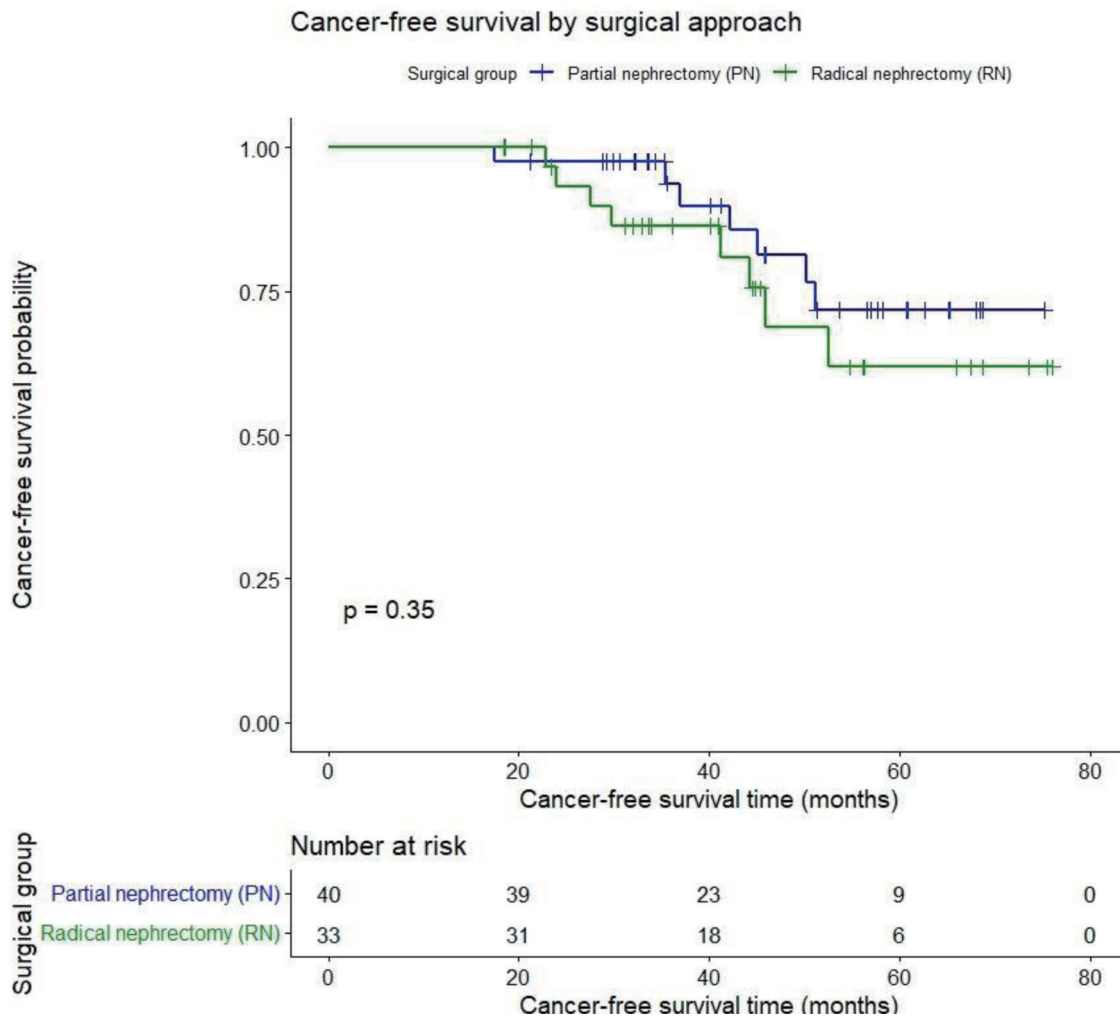 Cancer-free survival by surgical approach
Surgical group Partial nephrectomy (PN) Radical nephrectomy (RN)
Cancer-free survival probability
1.00
0.75
0.50
0.25
0.00
p = 0.35
0 20 40 60 80
Cancer-free survival time (months)
Number at risk
Surgical group
Partial nephrectomy (PN) 40 39 23 9 0
Radical nephrectomy (RN) 33 31 18 6 0
0 20 40 60 80
Cancer-free survival time (months)